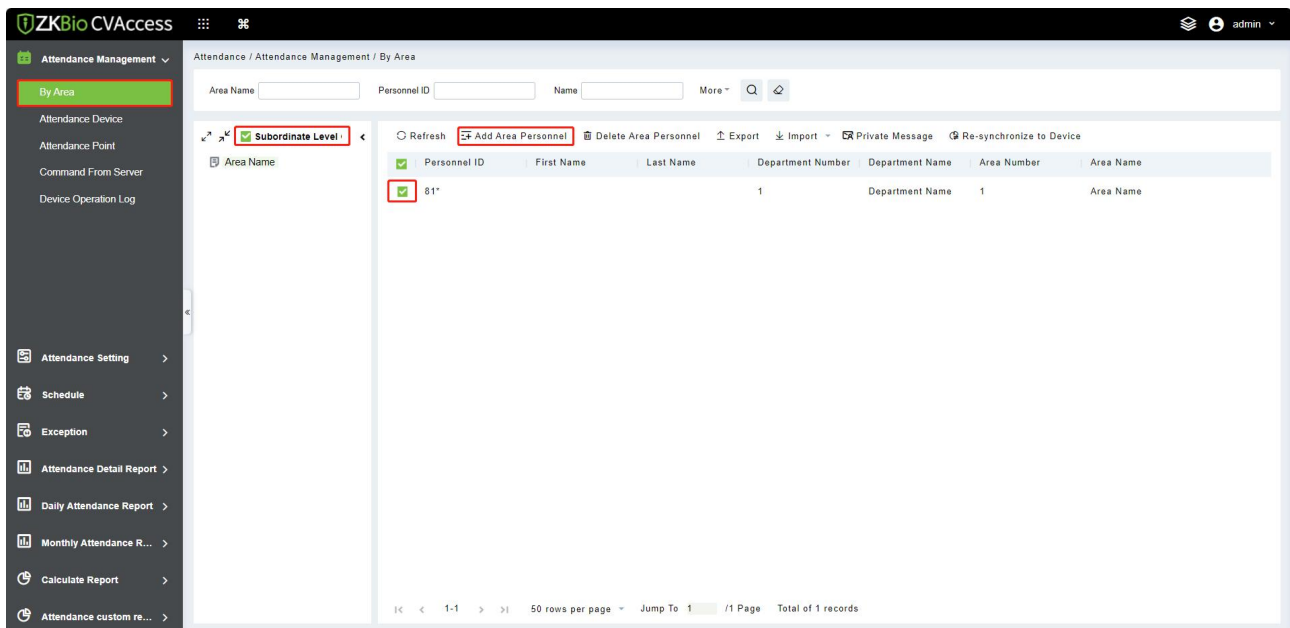 ZKBio CVAccess
admin
Attendance Management
By Area
Attendance Device
Attendance Point
Command From Server
Device Operation Log
Attendance Setting
Schedule
Exception
Attendance Detail Report
Daily Attendance Report
Monthly Attendance R...
Calculate Report
Attendance custom re...
Attendance / Attendance Management / By Area
Area Name Personnel ID Name More
Subordinate Level
Area Name
Refresh Add Area Personnel Delete Area Personnel Export Import Private Message Re-synchronize to Device
Personnel ID First Name Last Name Department Number Department Name Area Number Area Name
81* 1 Department Name 1 Area Name
1-1 50 rows per page Jump To 1 /1 Page Total of 1 records